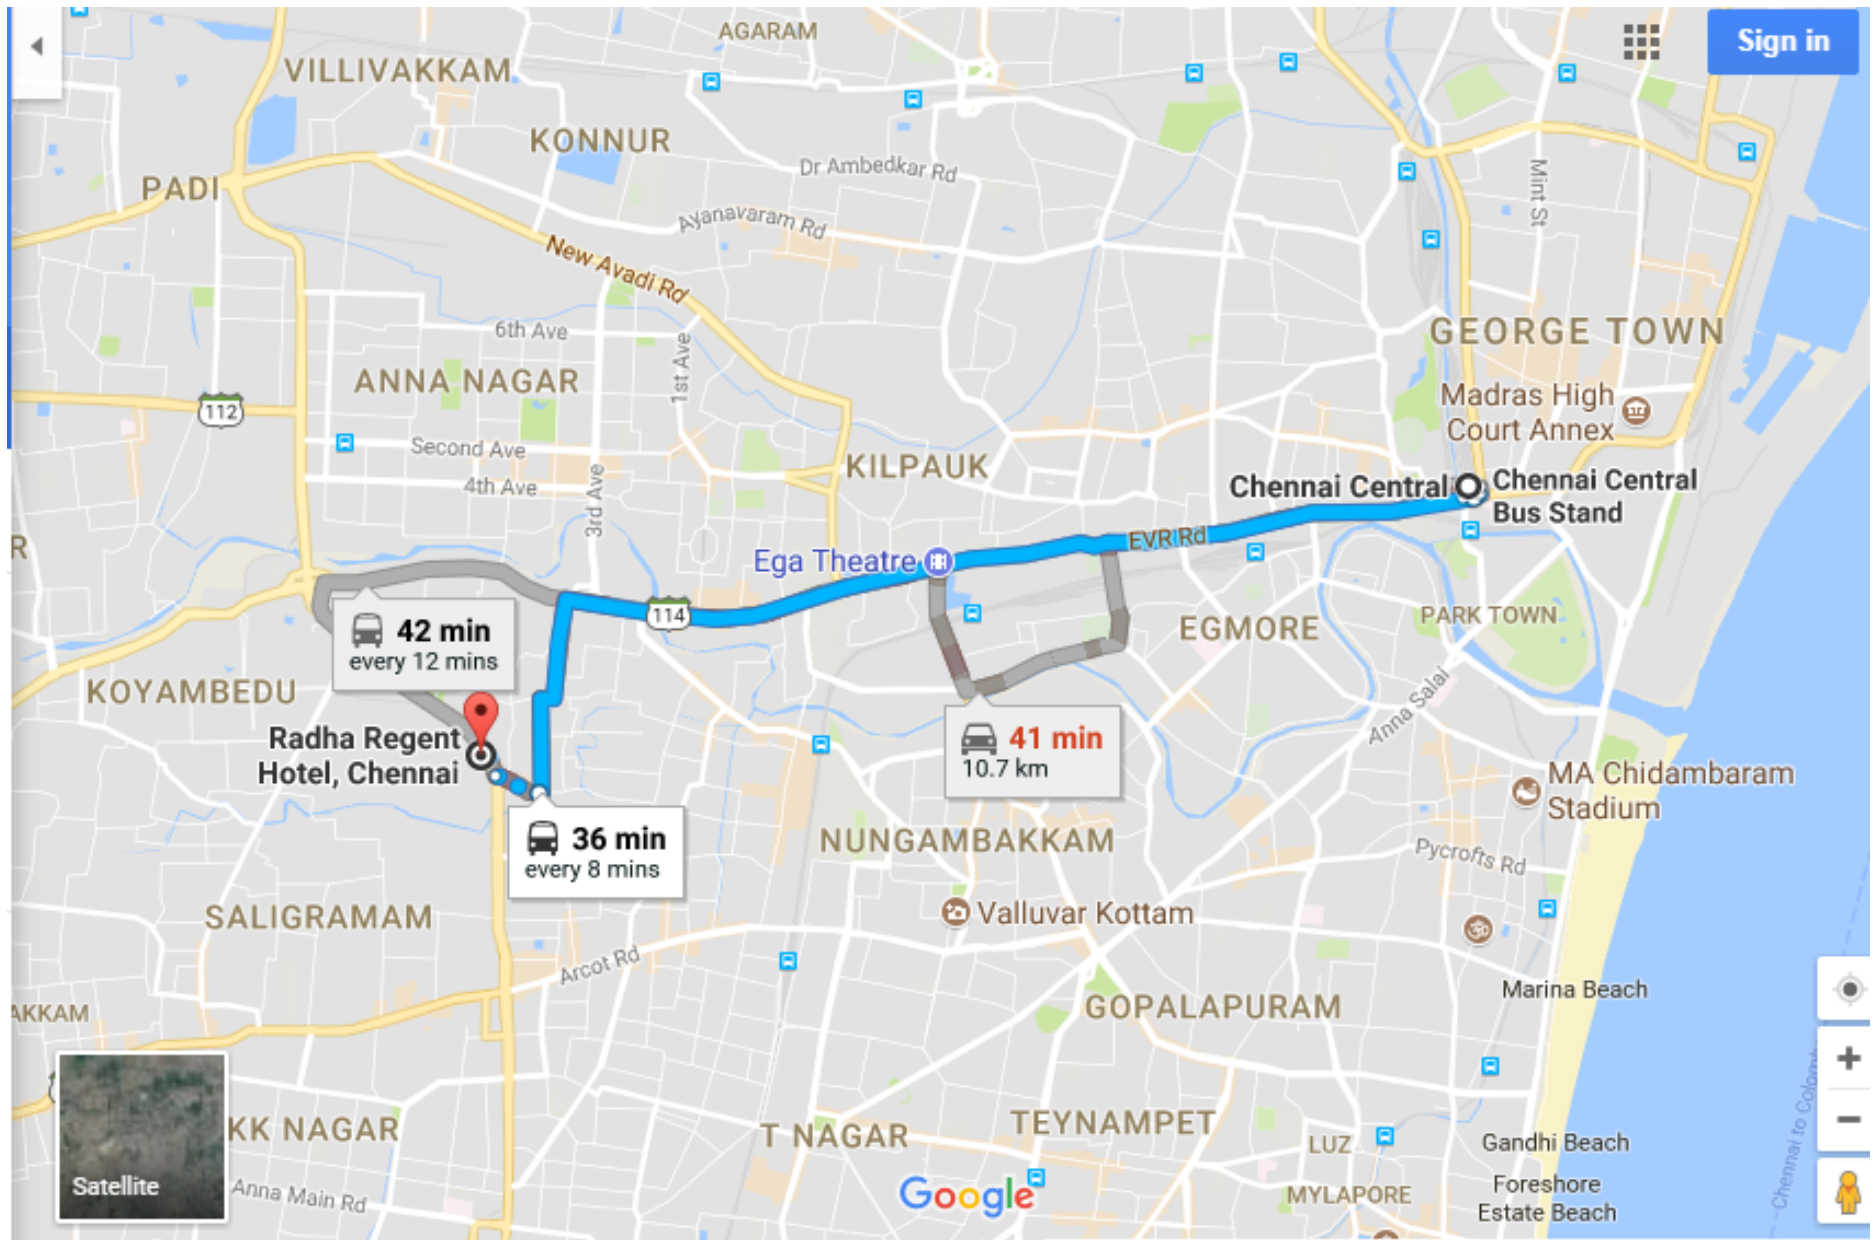 AGARAM
Sign in
VILLIVAKKAM
KONNUR
Dr Ambedkar Rd
PADI
Mint St
Ayanavaram Rd
New Avadi Rd
6th Ave
GEORGE TOWN
1st Ave
ANNA NAGAR
112
Madras High
Court Annex
Second Ave
KILPAUK
4th Ave
3rd Ave
Chennai Central
Chennai Central
Bus Stand
R
EVR Rd
Ega Theatre
114
42 min
every 12 mins
EGMORE
PARK TOWN
KOYAMBEDU
Anna Salai
Radha Regent
Hotel, Chennai
41 min
10.7 km
MA Chidambaram
Stadium
36 min
every 8 mins
NUNGAMBAKKAM
Pycrofts Rd
SALIGRAMAM
Valluvar Kottam
Arcot Rd
Marina Beach
AKKAM
GOPALAPURAM
KK NAGAR
T NAGAR
TEYNAMPET
LUZ
Gandhi Beach
Chennai to Colomb
Satellite
Anna Main Rd
Google
MYLAPORE
Foreshore
Estate Beach